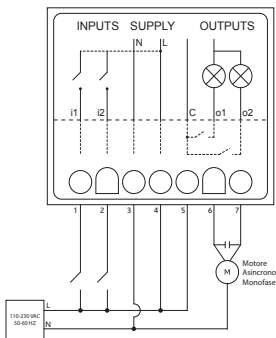 INPUTS SUPPLY OUTPUTS
N L
i1 i2 C o1 o2
1 2 3 4 5 6 7
M
Motore
Asincrono
Monofase
110-230 VAC
50-60 HZ
L
N